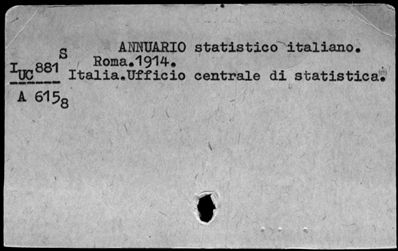 ANNUARIO statistico italiano.
S
Roma.1914.
IUC881
Italia.Ufficio centrale di statistica.
A 6158